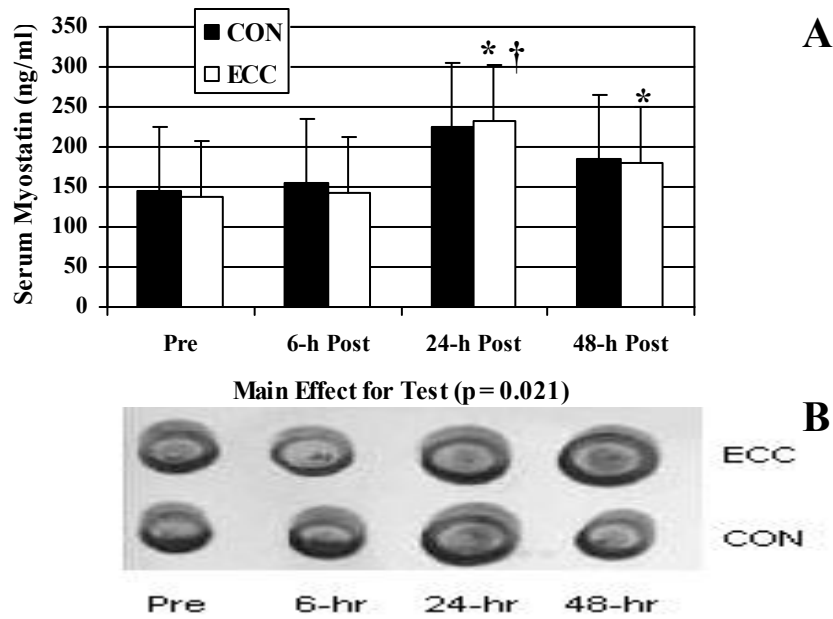 A
CON
ECC
Serum Myostatin (ng/ml)
350
300
250
200
150
100
50
0
* †
*
Pre 6-h Post 24-h Post 48-h Post
Main Effect for Test (p = 0.021)
B
ECC
CON
Pre 6-hr 24-hr 48-hr